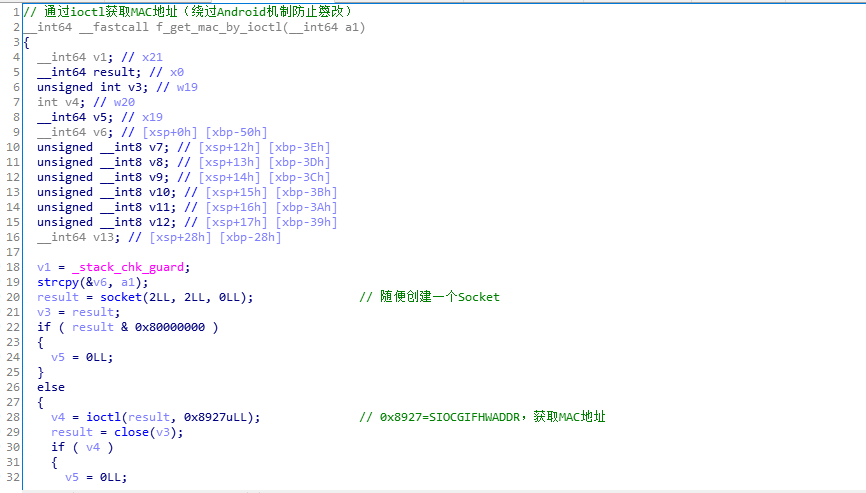 1 // 通过ioctl获取MAC地址（绕过Android机制防止篡改）
2 __int64 __fastcall f_get_mac_by_ioctl(__int64 a1)
3 {
4   __int64 v1; // x21
5   __int64 result; // x0
6   unsigned int v3; // w19
7   int v4; // w20
8   __int64 v5; // x19
9   __int64 v6; // [xsp+0h] [xbp-50h]
10   unsigned __int8 v7; // [xsp+12h] [xbp-3Eh]
11   unsigned __int8 v8; // [xsp+13h] [xbp-3Dh]
12   unsigned __int8 v9; // [xsp+14h] [xbp-3Ch]
13   unsigned __int8 v10; // [xsp+15h] [xbp-3Bh]
14   unsigned __int8 v11; // [xsp+16h] [xbp-3Ah]
15   unsigned __int8 v12; // [xsp+17h] [xbp-39h]
16   __int64 v13; // [xsp+28h] [xbp-28h]
17
18   v1 = _stack_chk_guard;
19   strcpy(&v6, a1);
20   result = socket(2LL, 2LL, 0LL);               // 随便创建一个Socket
21   v3 = result;
22   if ( result & 0x80000000 )
23   {
24     v5 = 0LL;
25   }
26   else
27   {
28     v4 = ioctl(result, 0x8927uLL);              // 0x8927=SIOCGIFHWADDR，获取MAC地址
29     result = close(v3);
30     if ( v4 )
31     {
32       v5 = 0LL;